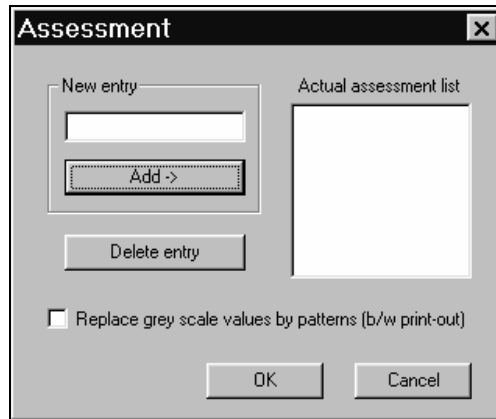 Assessment
New entry
Actual assessment list
Add ->
Delete entry
Replace grey scale values by patterns (b/w print-out)
OK
Cancel